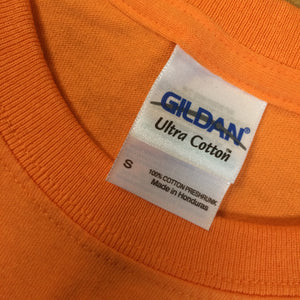 GILDAN®
Ultra Cotton™
S
100% COTTON PRESHRUNK
Made in Honduras